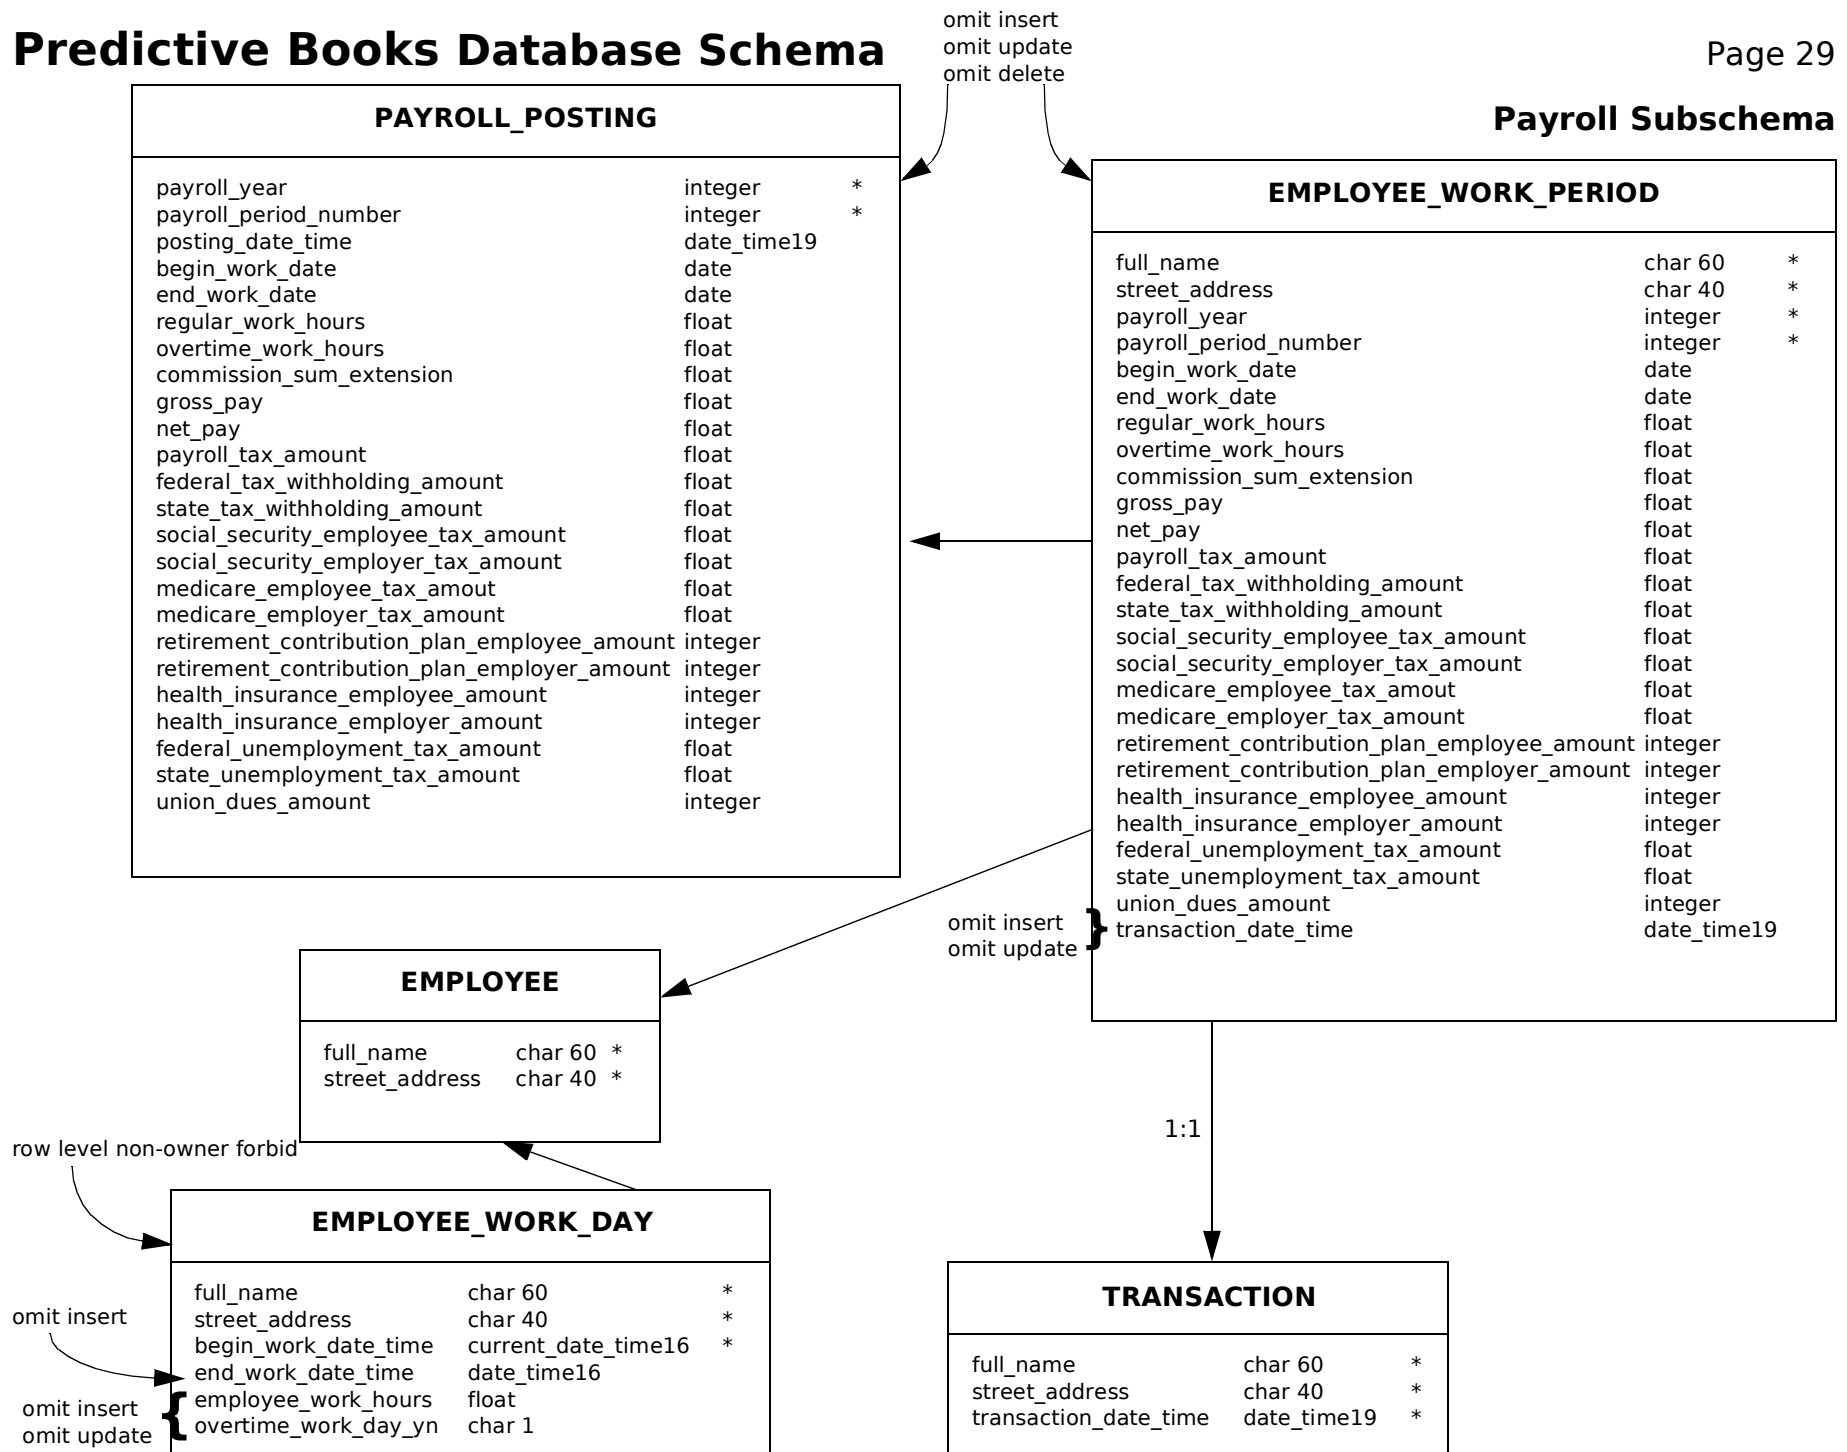 Predictive Books Database Schema
Page 29
Payroll Subschema
omit insert
omit update
omit delete
PAYROLL_POSTING
payroll_year integer *
payroll_period_number integer *
posting_date_time date_time19
begin_work_date date
end_work_date date
regular_work_hours float
overtime_work_hours float
commission_sum_extension float
gross_pay float
net_pay float
payroll_tax_amount float
federal_tax_withholding_amount float
state_tax_withholding_amount float
social_security_employee_tax_amount float
social_security_employer_tax_amount float
medicare_employee_tax_amout float
medicare_employer_tax_amount float
retirement_contribution_plan_employee_amount integer
retirement_contribution_plan_employer_amount integer
health_insurance_employee_amount integer
health_insurance_employer_amount integer
federal_unemployment_tax_amount float
state_unemployment_tax_amount float
union_dues_amount integer
EMPLOYEE_WORK_PERIOD
full_name char 60 *
street_address char 40 *
payroll_year integer *
payroll_period_number integer *
begin_work_date date
end_work_date date
regular_work_hours float
overtime_work_hours float
commission_sum_extension float
gross_pay float
net_pay float
payroll_tax_amount float
federal_tax_withholding_amount float
state_tax_withholding_amount float
social_security_employee_tax_amount float
social_security_employer_tax_amount float
medicare_employee_tax_amout float
medicare_employer_tax_amount float
retirement_contribution_plan_employee_amount integer
retirement_contribution_plan_employer_amount integer
health_insurance_employee_amount integer
health_insurance_employer_amount integer
federal_unemployment_tax_amount float
state_unemployment_tax_amount float
union_dues_amount integer
transaction_date_time date_time19
omit insert
omit update }
EMPLOYEE
full_name char 60 *
street_address char 40 *
1:1
row level non-owner forbid
EMPLOYEE_WORK_DAY
full_name char 60 *
street_address char 40 *
begin_work_date_time current_date_time16 *
end_work_date_time date_time16
employee_work_hours float
overtime_work_day_yn char 1
omit insert
omit insert
omit update {
TRANSACTION
full_name char 60 *
street_address char 40 *
transaction_date_time date_time19 *